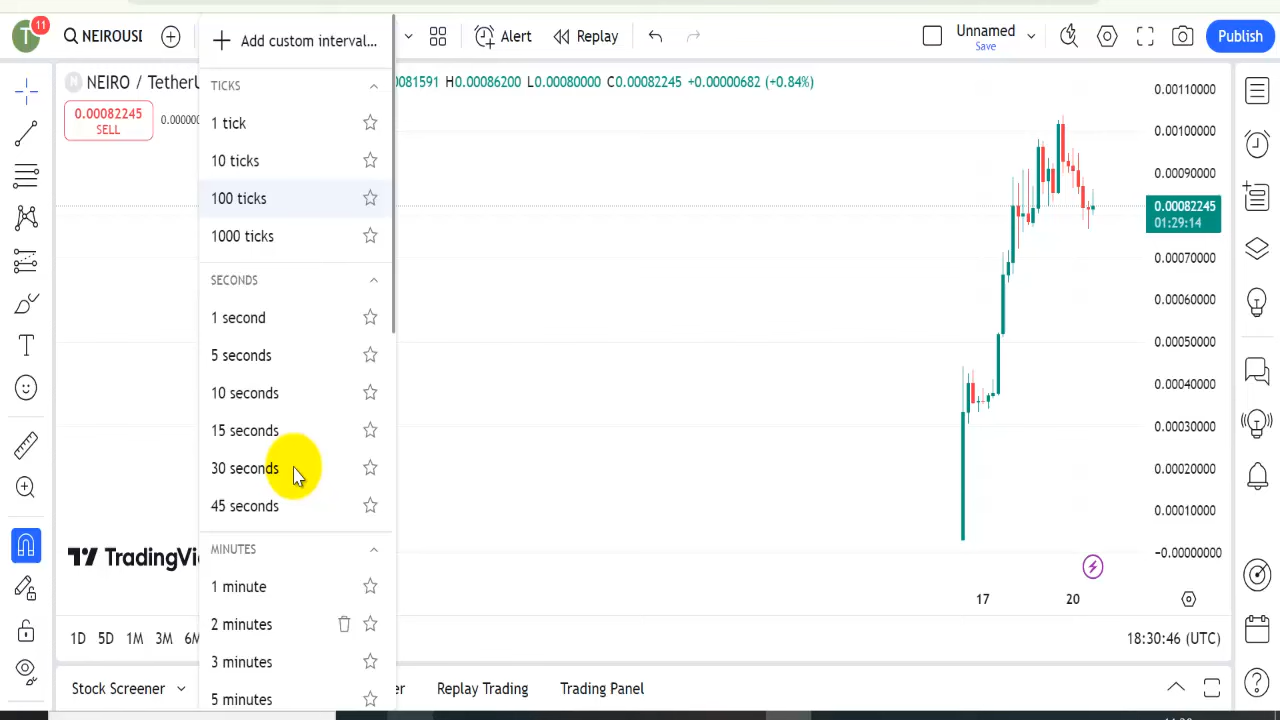 T
11
NEIROUSI
Add custom interval...
Alert
Replay
Unnamed
Save
Publish
N
NEIRO / TetherU
081591 H0.00086200 L0.00080000 C0.00082245 +0.00000682 (+0.84%)
0.00082245
SELL
0.00000
TICKS
1 tick
10 ticks
100 ticks
1000 ticks
SECONDS
1 second
5 seconds
10 seconds
15 seconds
30 seconds
45 seconds
MINUTES
1 minute
2 minutes
3 minutes
5 minutes
0.00110000
0.00100000
0.00090000
0.00082245
01:29:14
0.00070000
0.00060000
0.00050000
0.00040000
0.00030000
0.00020000
0.00010000
−0.00000000
TradingVi
17
20
1D 5D 1M 3M 6M
18:30:46 (UTC)
Stock Screener
er
Replay Trading
Trading Panel